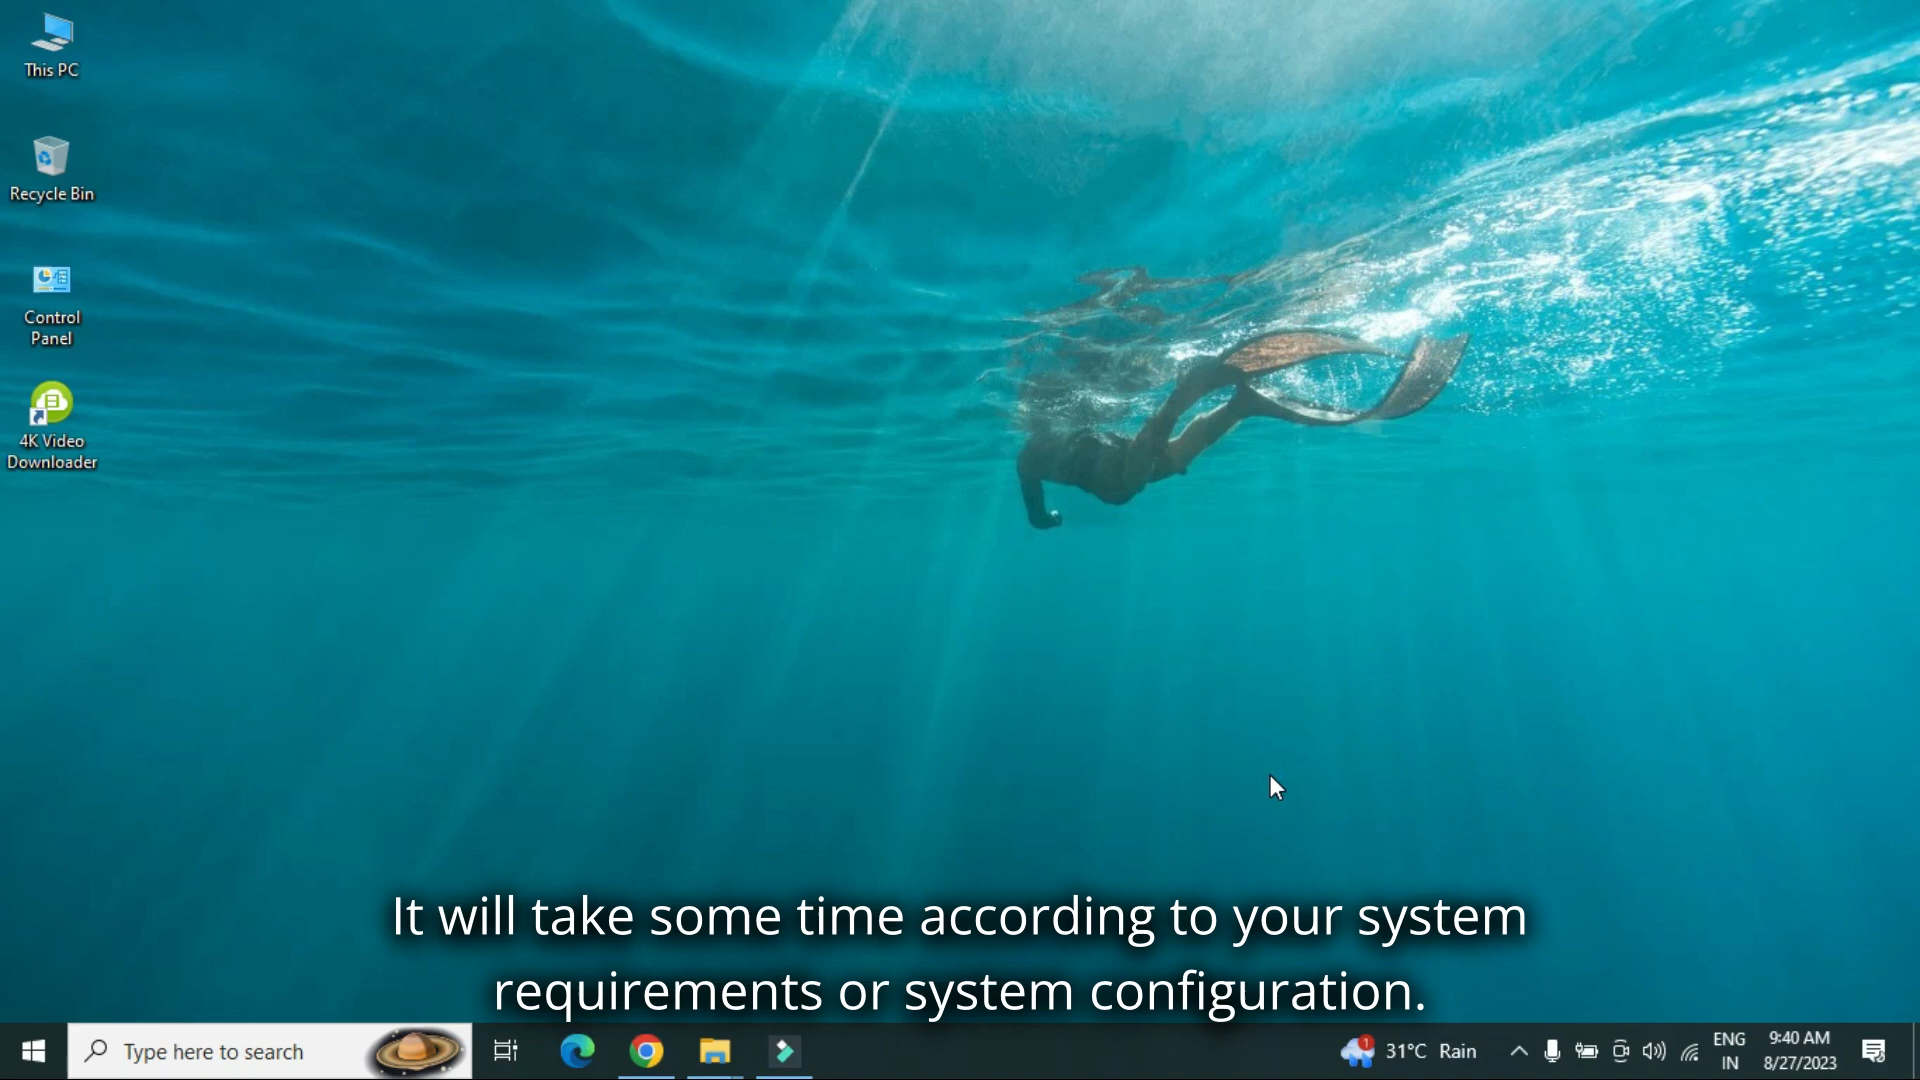 This PC
Recycle Bin
Control
Panel
4K Video
Downloader
It will take some time according to your system
requirements or system configuration.
Type here to search
1
31°C Rain
ENG
IN
9:40 AM
8/27/2023